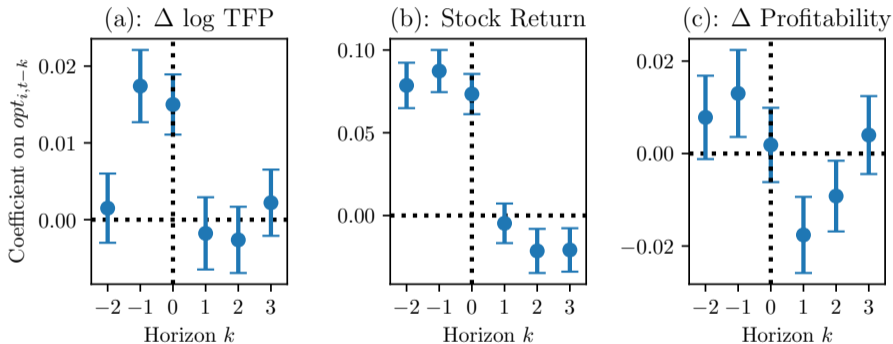 (a): Δ log TFP
Coefficient on opt_{i,t−k}
0.02
0.01
0.00
−2 −1 0 1 2 3
Horizon k
(b): Stock Return
0.10
0.05
0.00
−2 −1 0 1 2 3
Horizon k
(c): Δ Profitability
0.02
0.00
−0.02
−2 −1 0 1 2 3
Horizon k